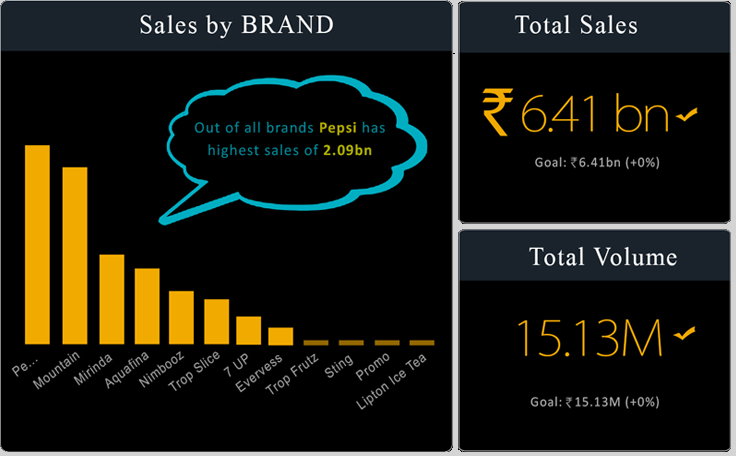 Sales by BRAND
Out of all brands Pepsi has
highest sales of 2.09bn
Pe...
Mountain
Mirinda
Aquafina
Nimbooz
Trop Slice
7 UP
Evervess
Trop Frutz
Sting
Promo
Lipton Ice Tea
Total Sales
₹ 6.41 bn
Goal: ₹6.41bn (+0%)
Total Volume
15.13M
Goal: ₹15.13M (+0%)